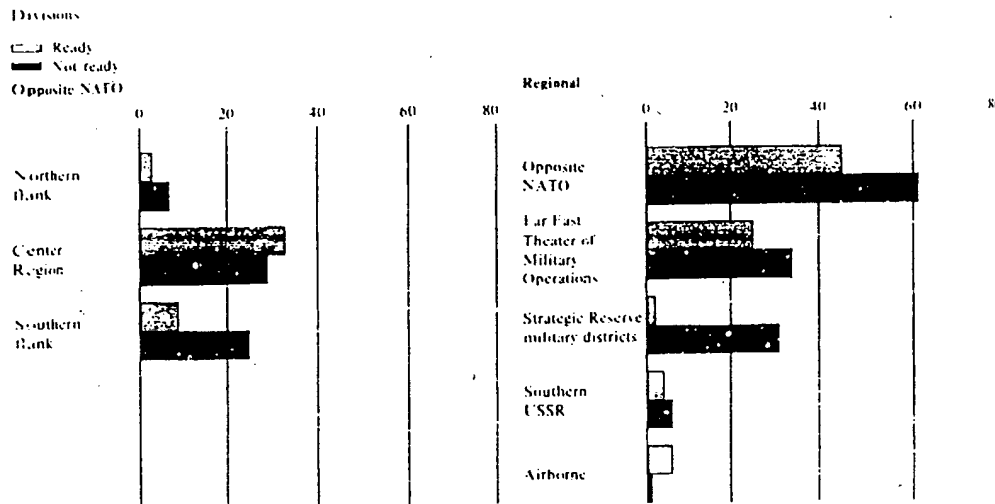 Divisions
Ready
Not ready
Opposite NATO
0 20 40 60 80
Northern
flank
Center
Region
Southern
flank
Regional
0 20 40 60 8
Opposite
NATO
Far East
Theater of
Military
Operations
Strategic Reserve
military districts
Southern
USSR
Airborne